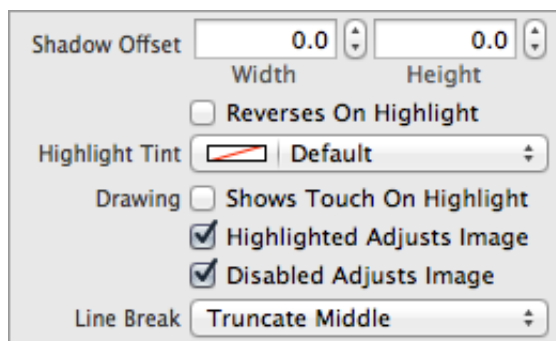 Shadow Offset 0.0 0.0
Width Height
Reverses On Highlight
Highlight Tint Default
Drawing Shows Touch On Highlight
Highlighted Adjusts Image
Disabled Adjusts Image
Line Break Truncate Middle